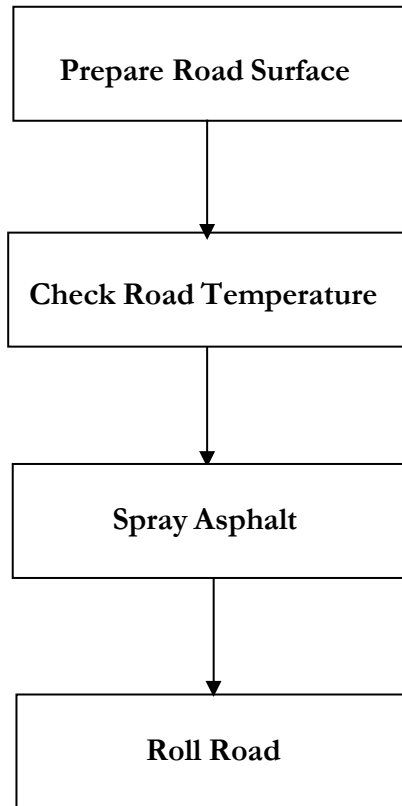 Prepare Road Surface
Check Road Temperature
Spray Asphalt
Roll Road